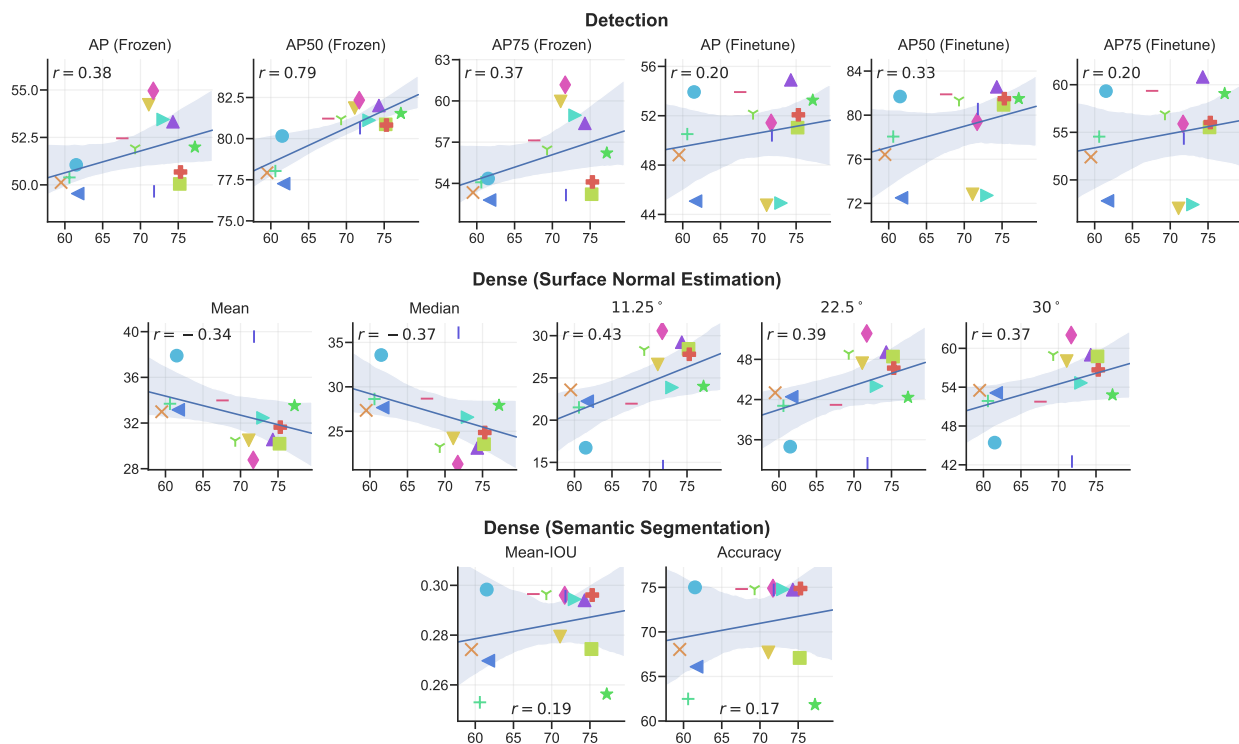 Detection
AP (Frozen) AP50 (Frozen) AP75 (Frozen) AP (Finetune) AP50 (Finetune) AP75 (Finetune)
r = 0.38 r = 0.79 r = 0.37 r = 0.20 r = 0.33 r = 0.20
55.0 52.5 50.0
82.5 80.0 77.5 75.0
63 60 57 54
56 52 48 44
84 80 76 72
60 55 50
60 65 70 75 60 65 70 75 60 65 70 75 60 65 70 75 60 65 70 75 60 65 70 75
Dense (Surface Normal Estimation)
Mean Median 11.25° 22.5° 30°
r = − 0.34 r = − 0.37 r = 0.43 r = 0.39 r = 0.37
40 36 32 28
35 30 25
30 25 20 15
48 42 36
60 54 48 42
60 65 70 75 60 65 70 75 60 65 70 75 60 65 70 75 60 65 70 75
Dense (Semantic Segmentation)
Mean-IOU Accuracy
0.30 0.28 0.26
75 70 65 60
r = 0.19 r = 0.17
60 65 70 75 60 65 70 75